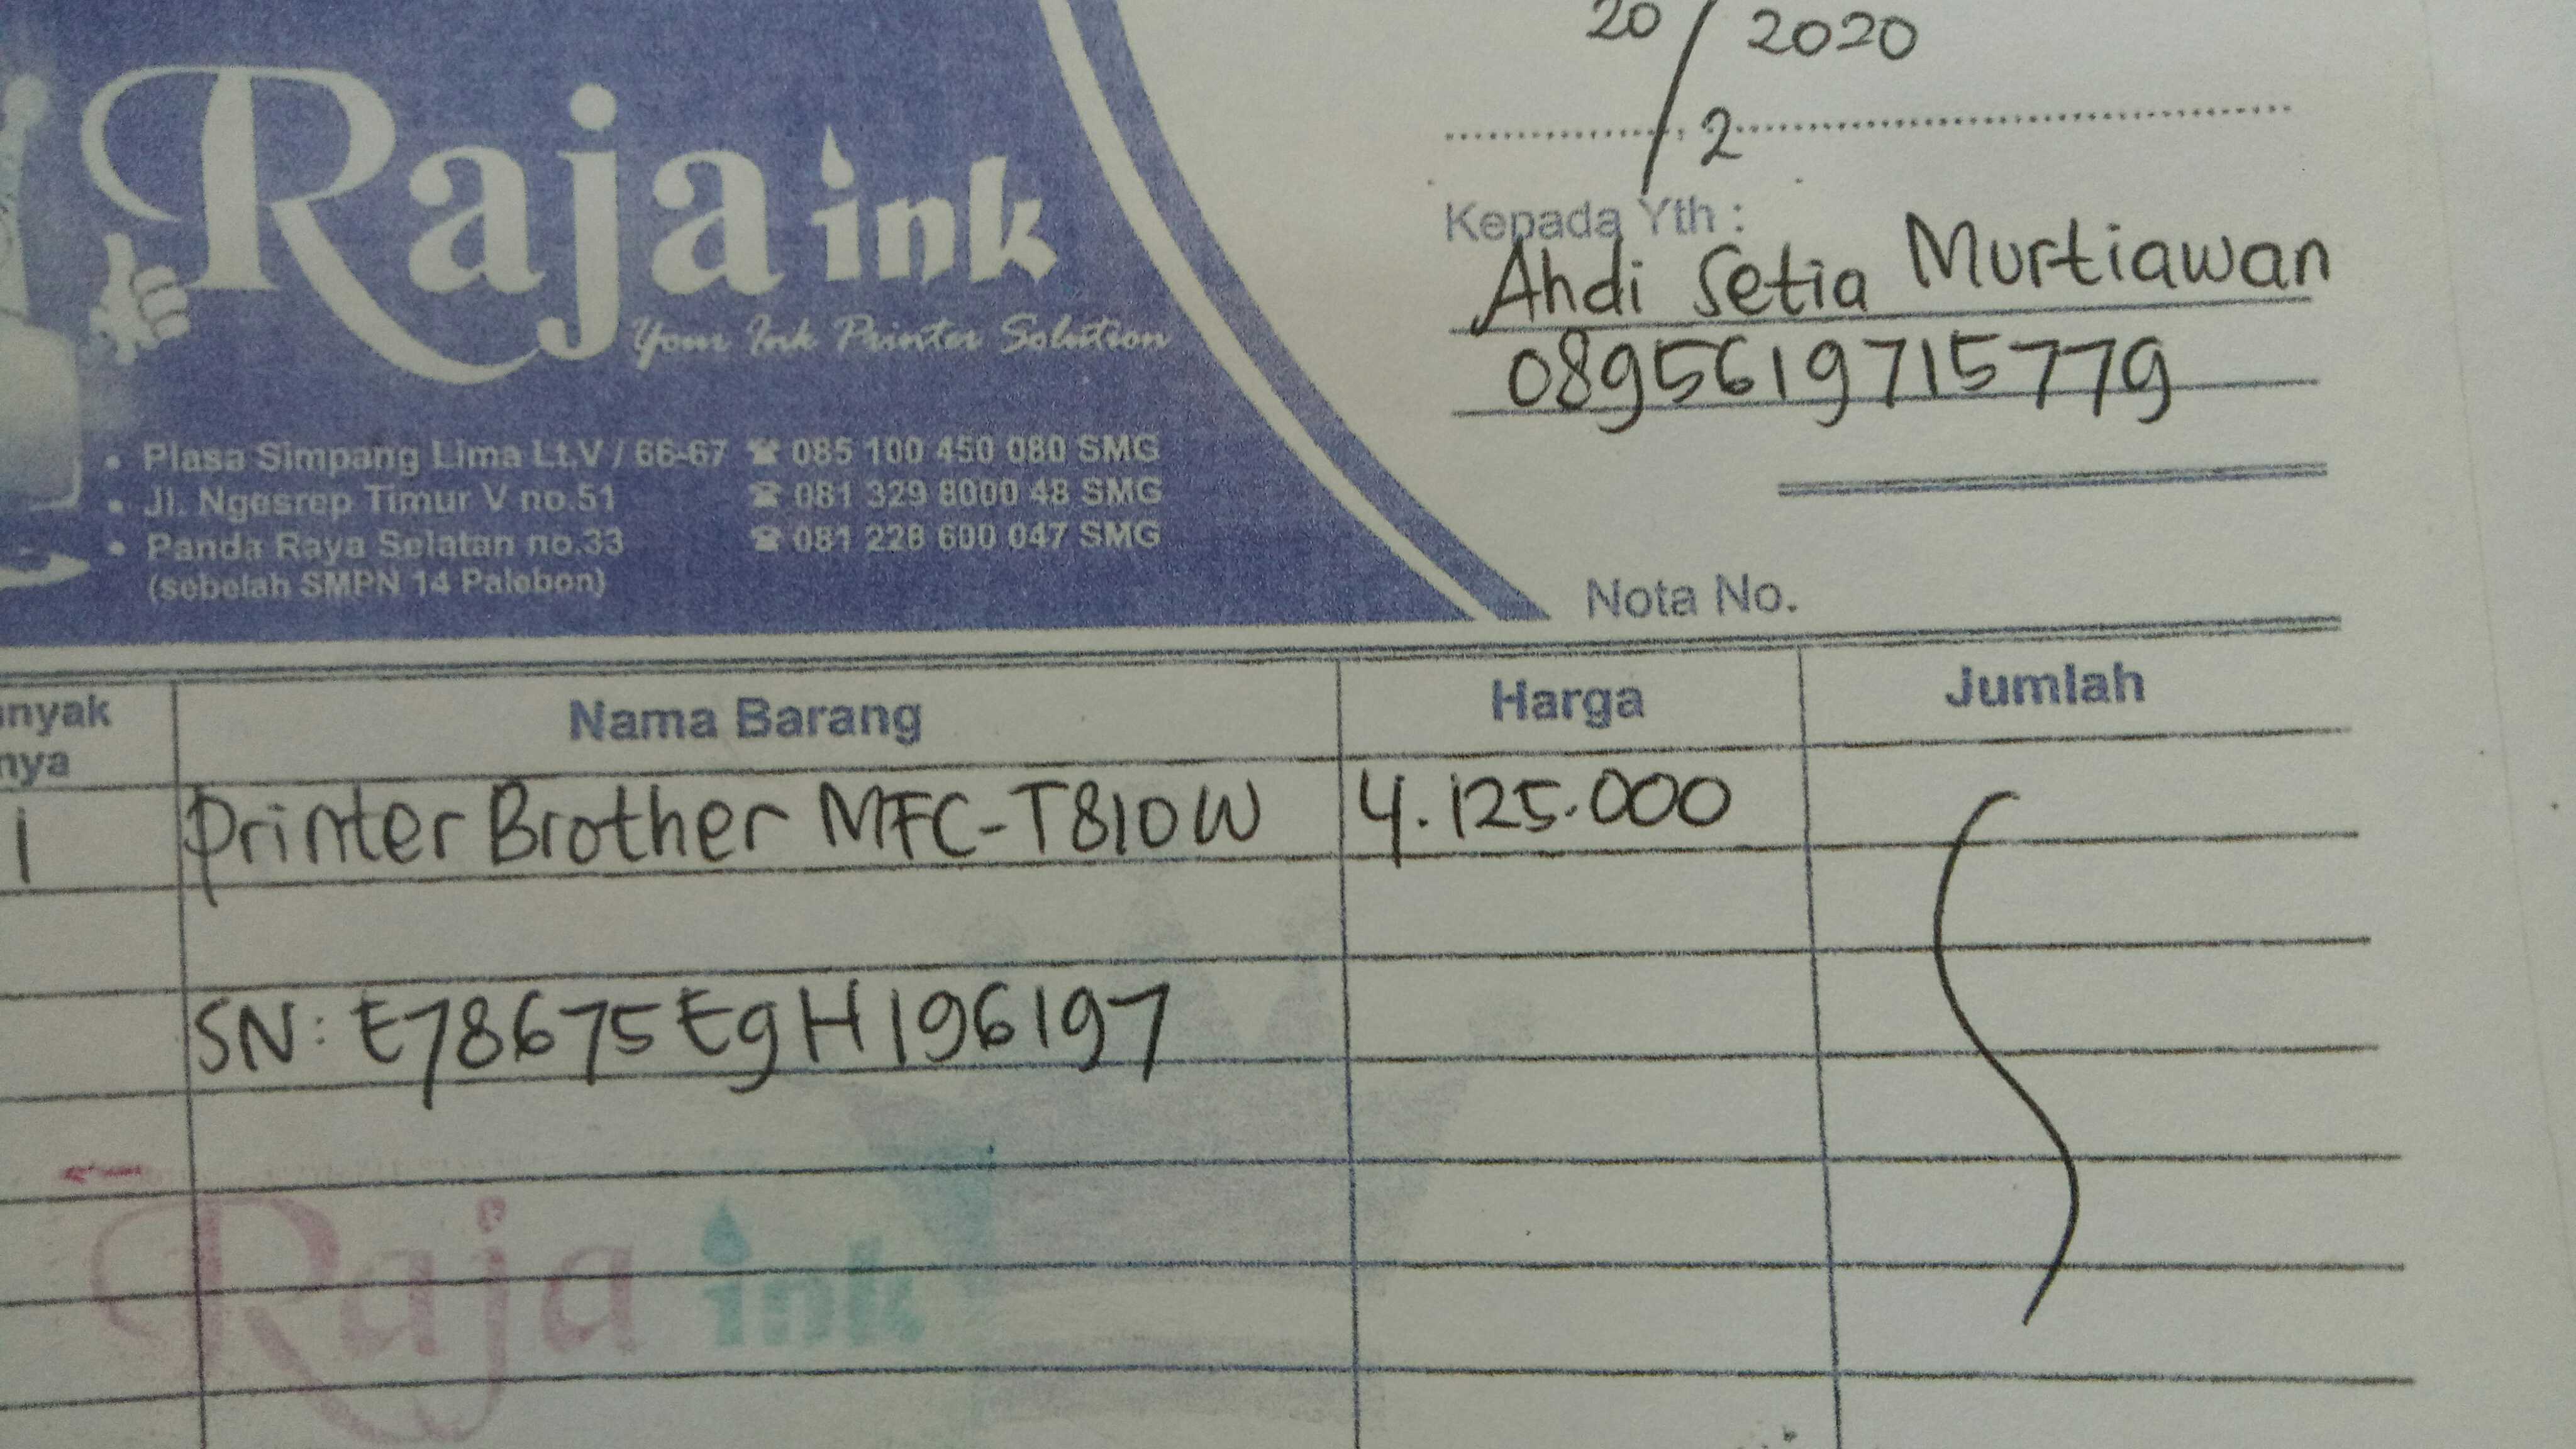 20/2 2020
Raja ink
Your Ink Printer Solution
Kepada Yth :
Ahdi Setia Murtiawan
0895619715779
• Plasa Simpang Lima Lt.V / 66-67 ☎ 085 100 450 080 SMG
• Jl. Ngesrep Timur V no.51 ☎ 081 329 8000 48 SMG
• Panda Raya Selatan no.33 ☎ 081 228 600 047 SMG
(sebelah SMPN 14 Palebon)
Nota No.
anyak nya Nama Barang Harga Jumlah
1 Printer Brother MFC-T810W 4.125.000
SN: E78675E9H196197
Raja ink